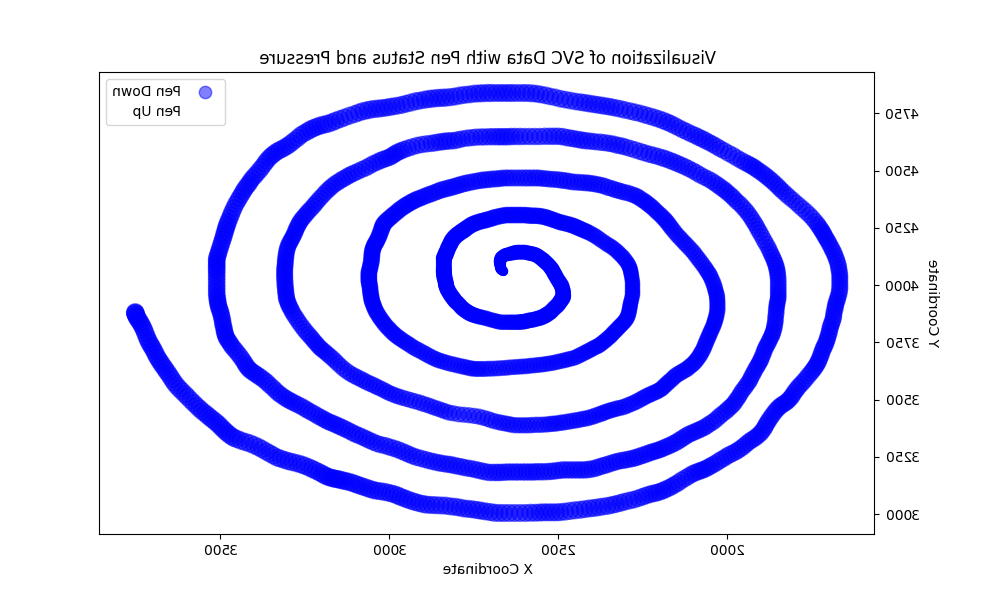 Visualization of SVC Data with Pen Status and Pressure
Pen Down
Pen Up
4750
4500
4250
4000
3750
3500
3250
3000
Y Coordinate
2000
2500
3000
3500
X Coordinate